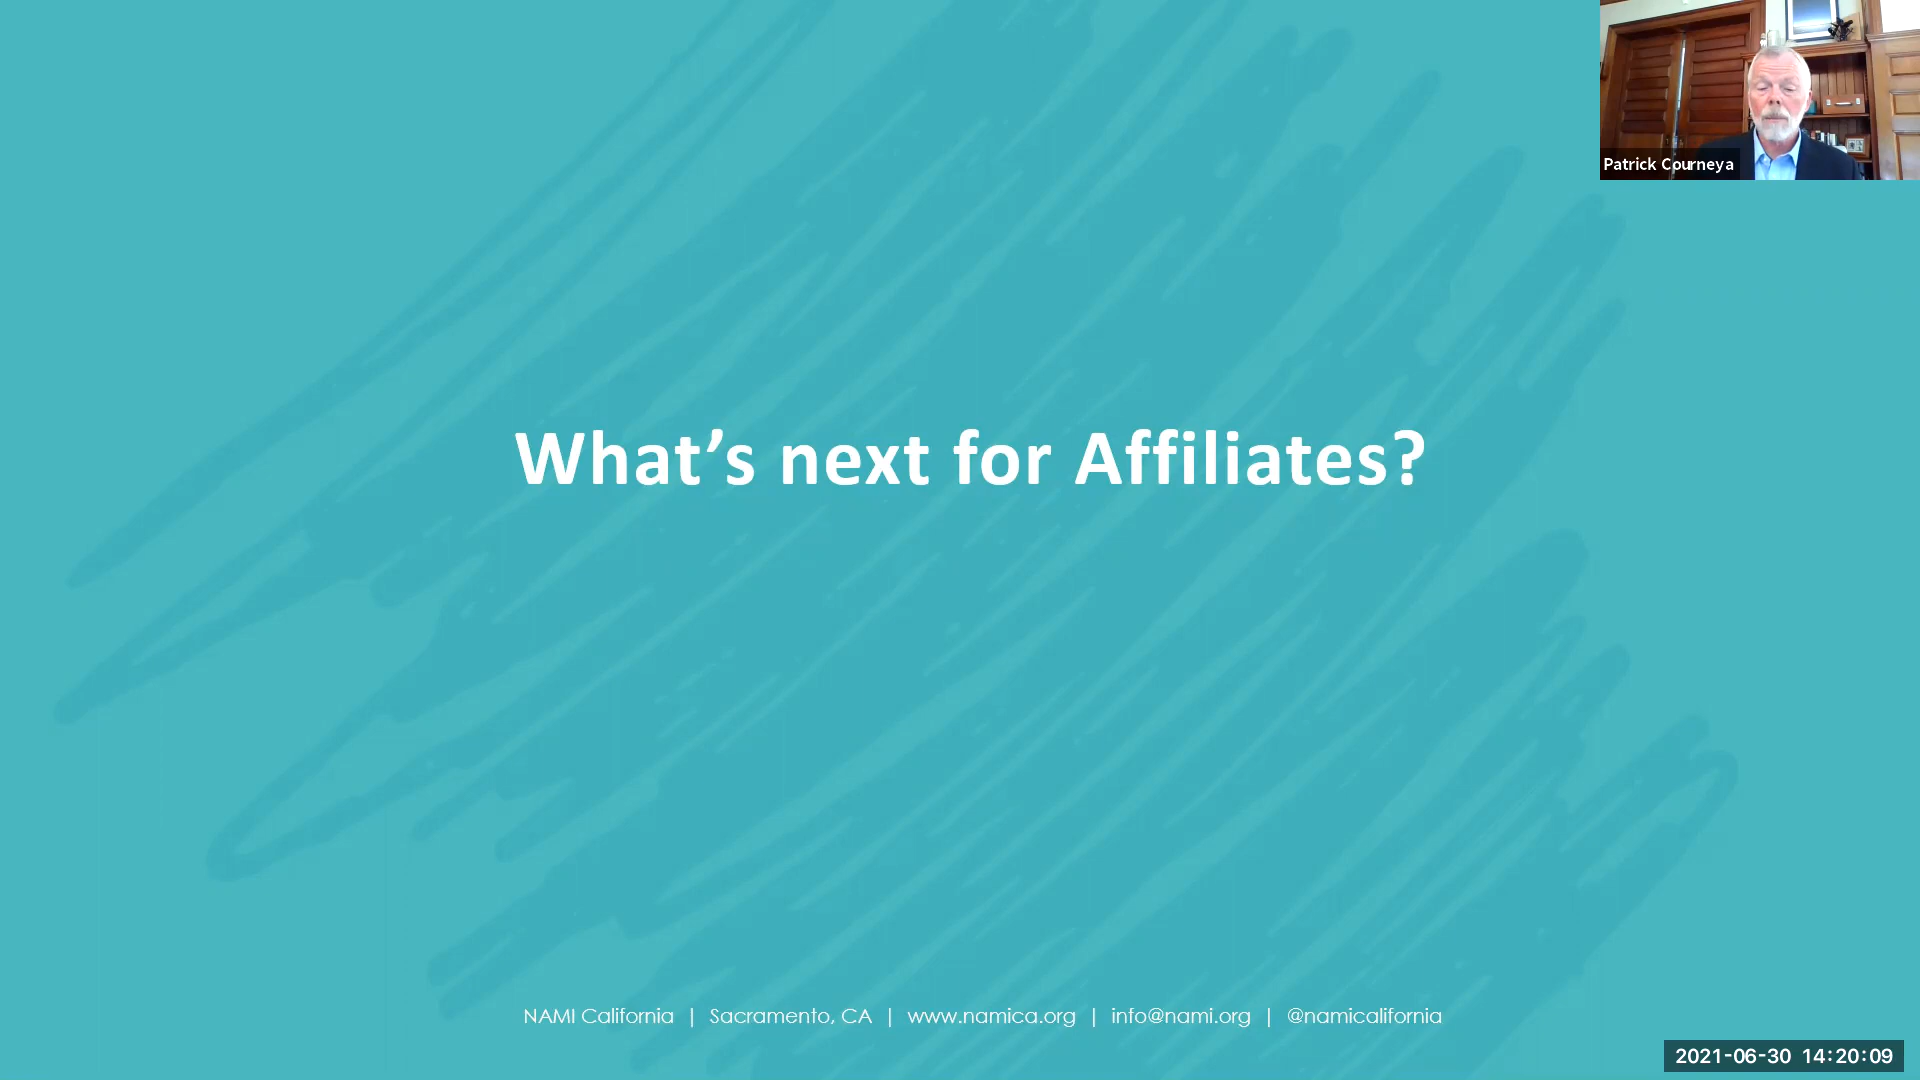 Patrick Courneya
What’s next for Affiliates?
NAMI California | Sacramento, CA | www.namica.org | info@nami.org | @namicalifornia
2021-06-30 14:20:09